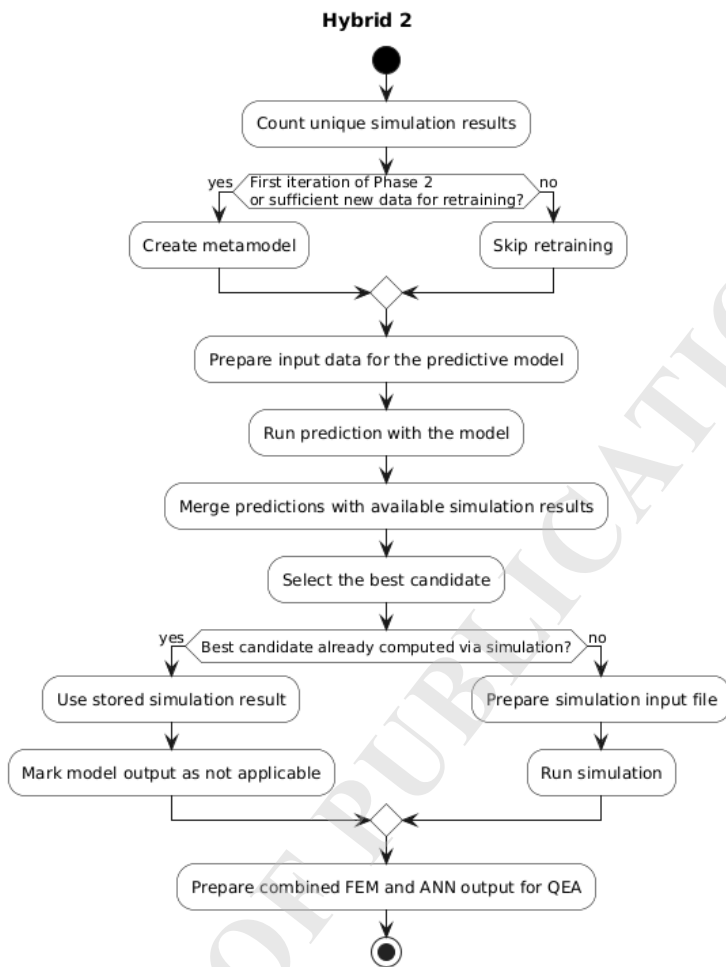 Hybrid 2
Count unique simulation results
yes
First iteration of Phase 2
or sufficient new data for retraining?
no
Create metamodel
Skip retraining
Prepare input data for the predictive model
Run prediction with the model
Merge predictions with available simulation results
Select the best candidate
yes
Best candidate already computed via simulation?
no
Use stored simulation result
Prepare simulation input file
Mark model output as not applicable
Run simulation
Prepare combined FEM and ANN output for QEA
OF PUBLICATIO